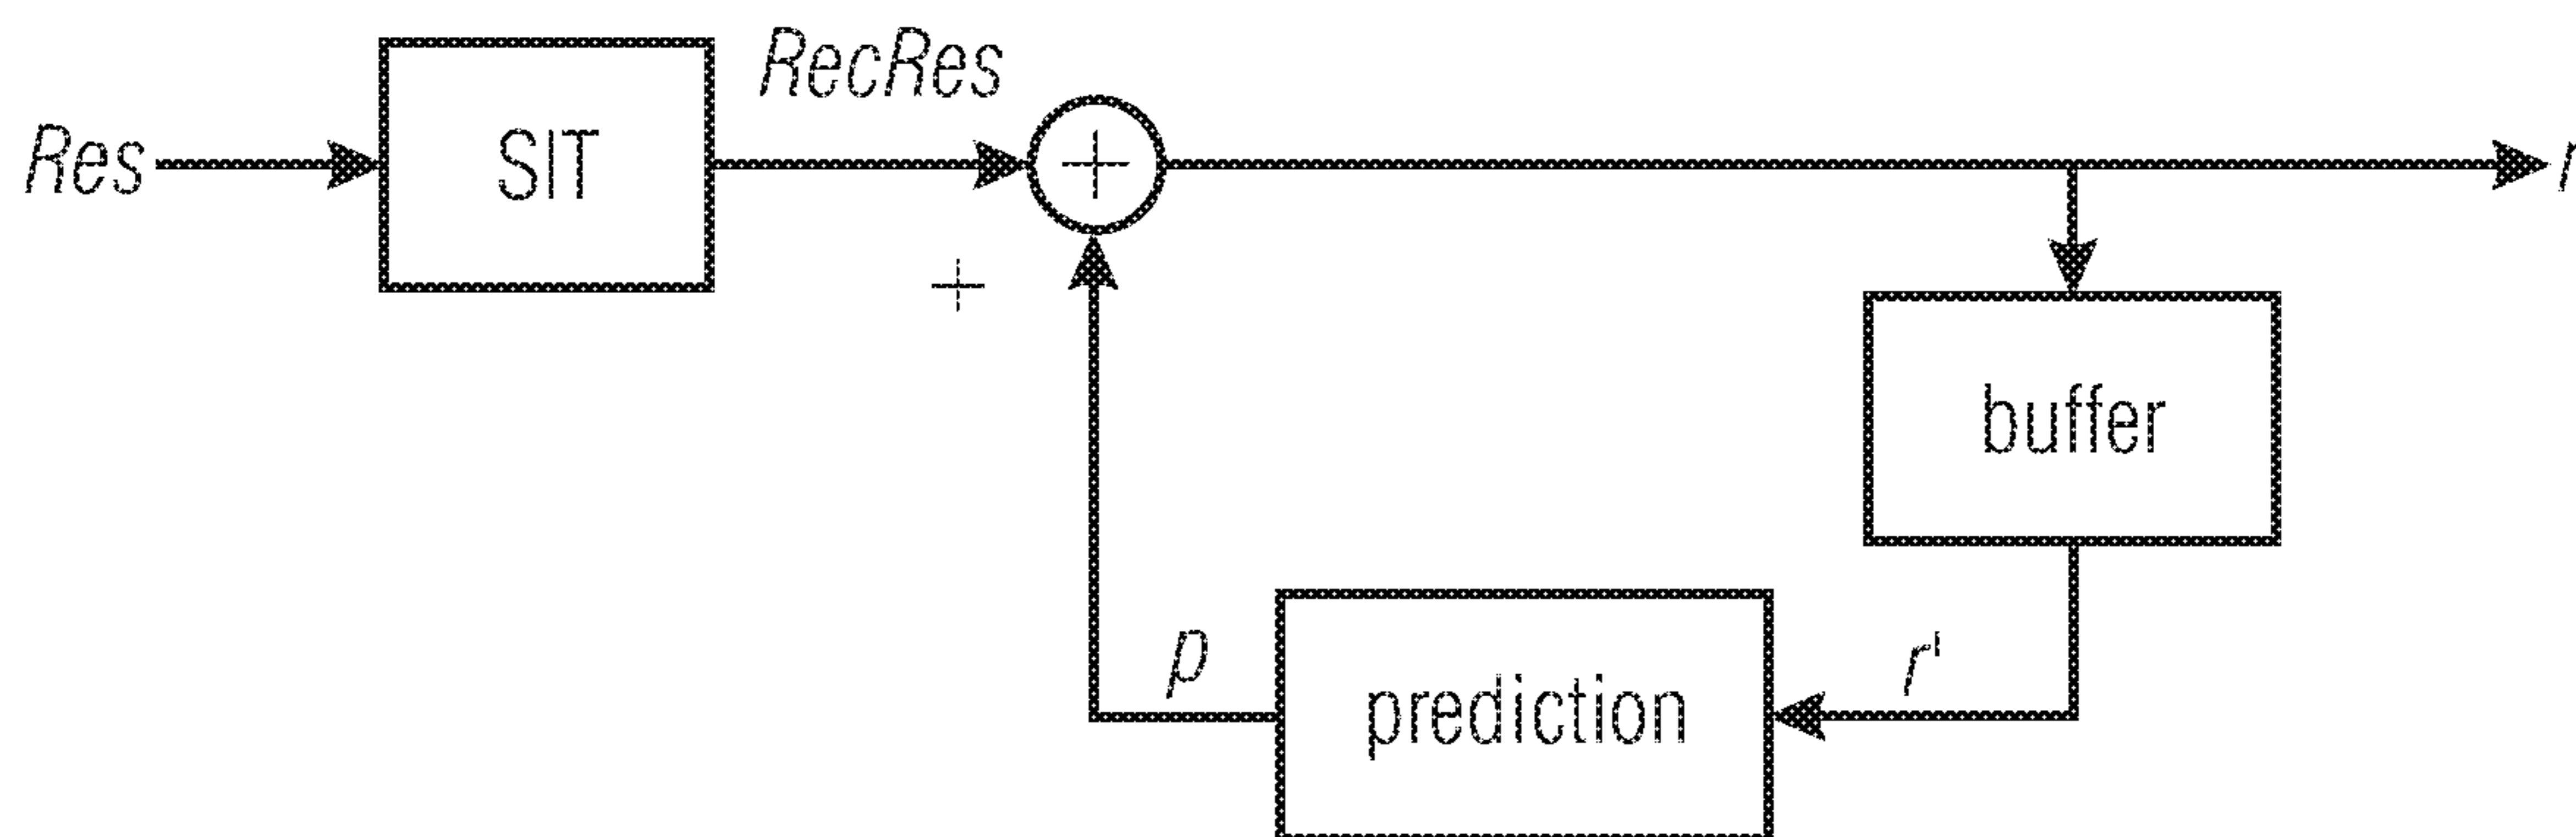 RecRes
Res
SIT
+
r
+
buffer
p
r'
prediction